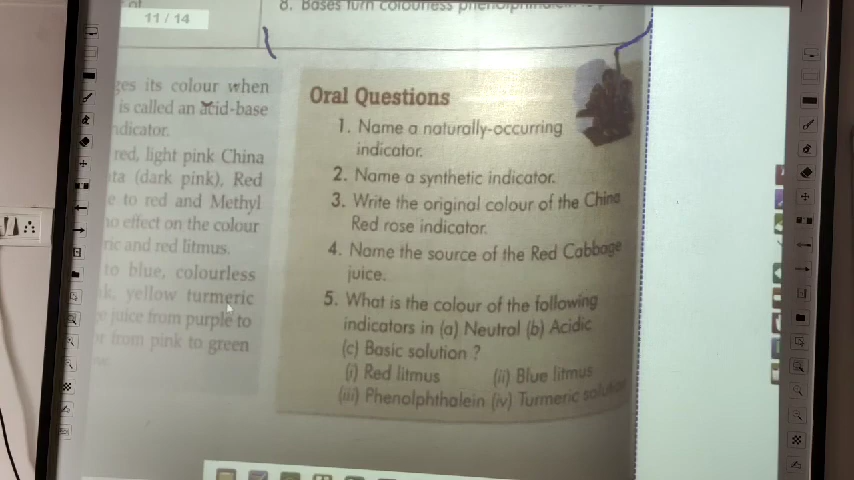 11 / 14
8. Bases turn colourless
ges its colour when
is called an acid-base
ndicator.
red, light pink China
ta (dark pink), Red
e to red and Methyl
no effect on the colour
ric and red litmus.
to blue, colourless
k, yellow turmeric
juice from purple to
or from pink to green
Oral Questions
1. Name a naturally-occurring
indicator.
2. Name a synthetic indicator.
3. Write the original colour of the China
Red rose indicator.
4. Name the source of the Red Cabbage
juice.
5. What is the colour of the following
indicators in (a) Neutral (b) Acidic
(c) Basic solution ?
(i) Red litmus (ii) Blue litmus
(iii) Phenolphthalein (iv) Turmeric solution